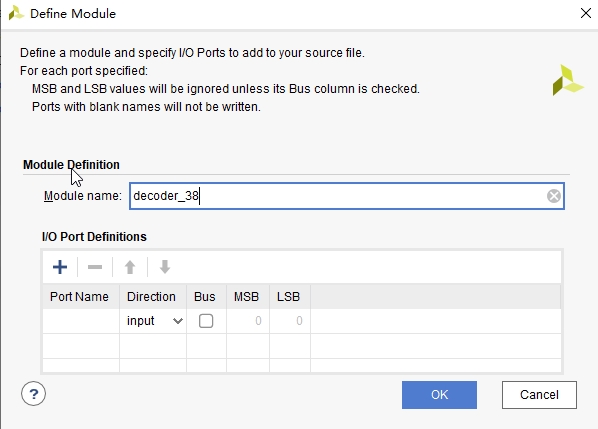 Define Module
Define a module and specify I/O Ports to add to your source file.
For each port specified:
MSB and LSB values will be ignored unless its Bus column is checked.
Ports with blank names will not be written.
Module Definition
Module name: decoder_38
I/O Port Definitions
Port Name Direction Bus MSB LSB
input 0 0
? OK Cancel